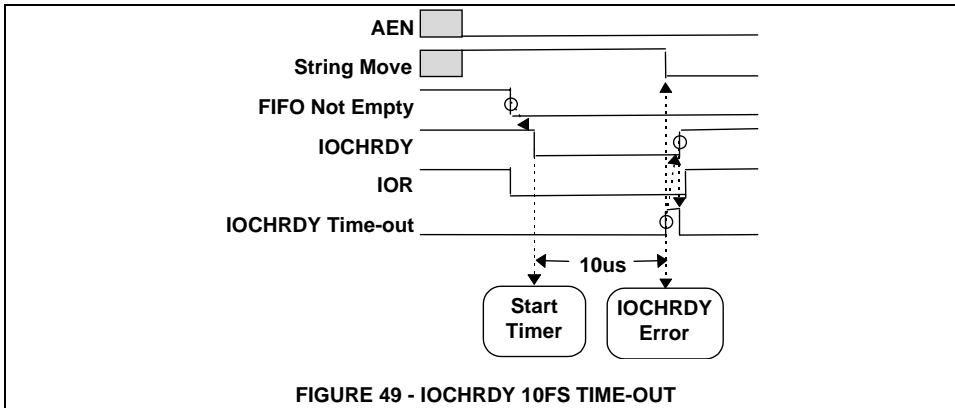 AEN
String Move
FIFO Not Empty
IOCHRDY
IOR
IOCHRDY Time-out
10us
Start
Timer
IOCHRDY
Error
FIGURE 49 - IOCHRDY 10FS TIME-OUT